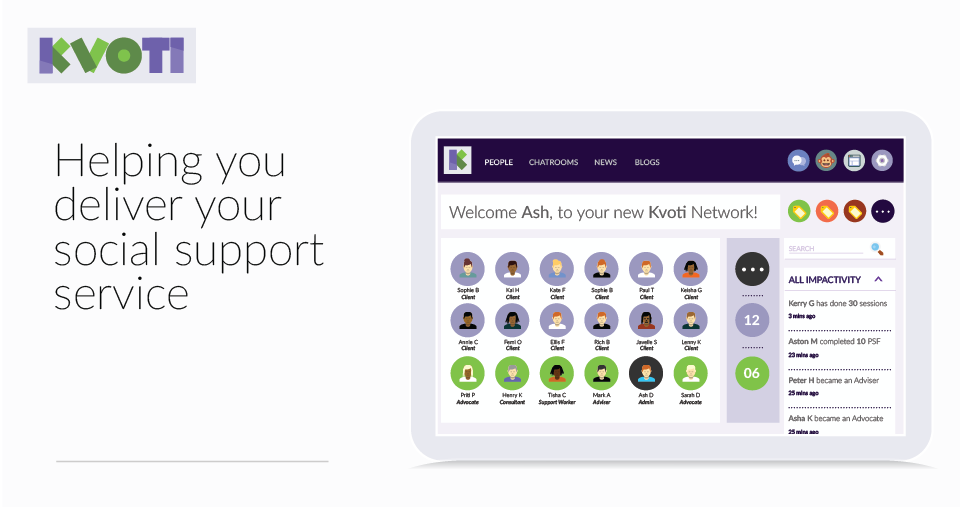 KVOTI
Helping you
deliver your
social support
service
K
PEOPLE
CHATROOMS
NEWS
BLOGS
Welcome Ash, to your new Kvoti Network!
SEARCH
Sophie B
Client
Kai H
Client
Kate F
Client
Sophie B
Client
Paul T
Client
Keisha G
Client
Annie C
Client
Femi O
Client
Ellis F
Client
Rich B
Client
Javelle S
Client
Lenny K
Client
Priti P
Advocate
Henry K
Consultant
Tisha C
Support Worker
Mark A
Adviser
Ash D
Admin
Sarah D
Advocate
12
06
ALL IMPACTIVITY
Kerry G has done 30 sessions
3 mins ago
Aston M completed 10 PSF
23 mins ago
Peter H became an Adviser
25 mins ago
Asha K became an Advocate
25 mins ago